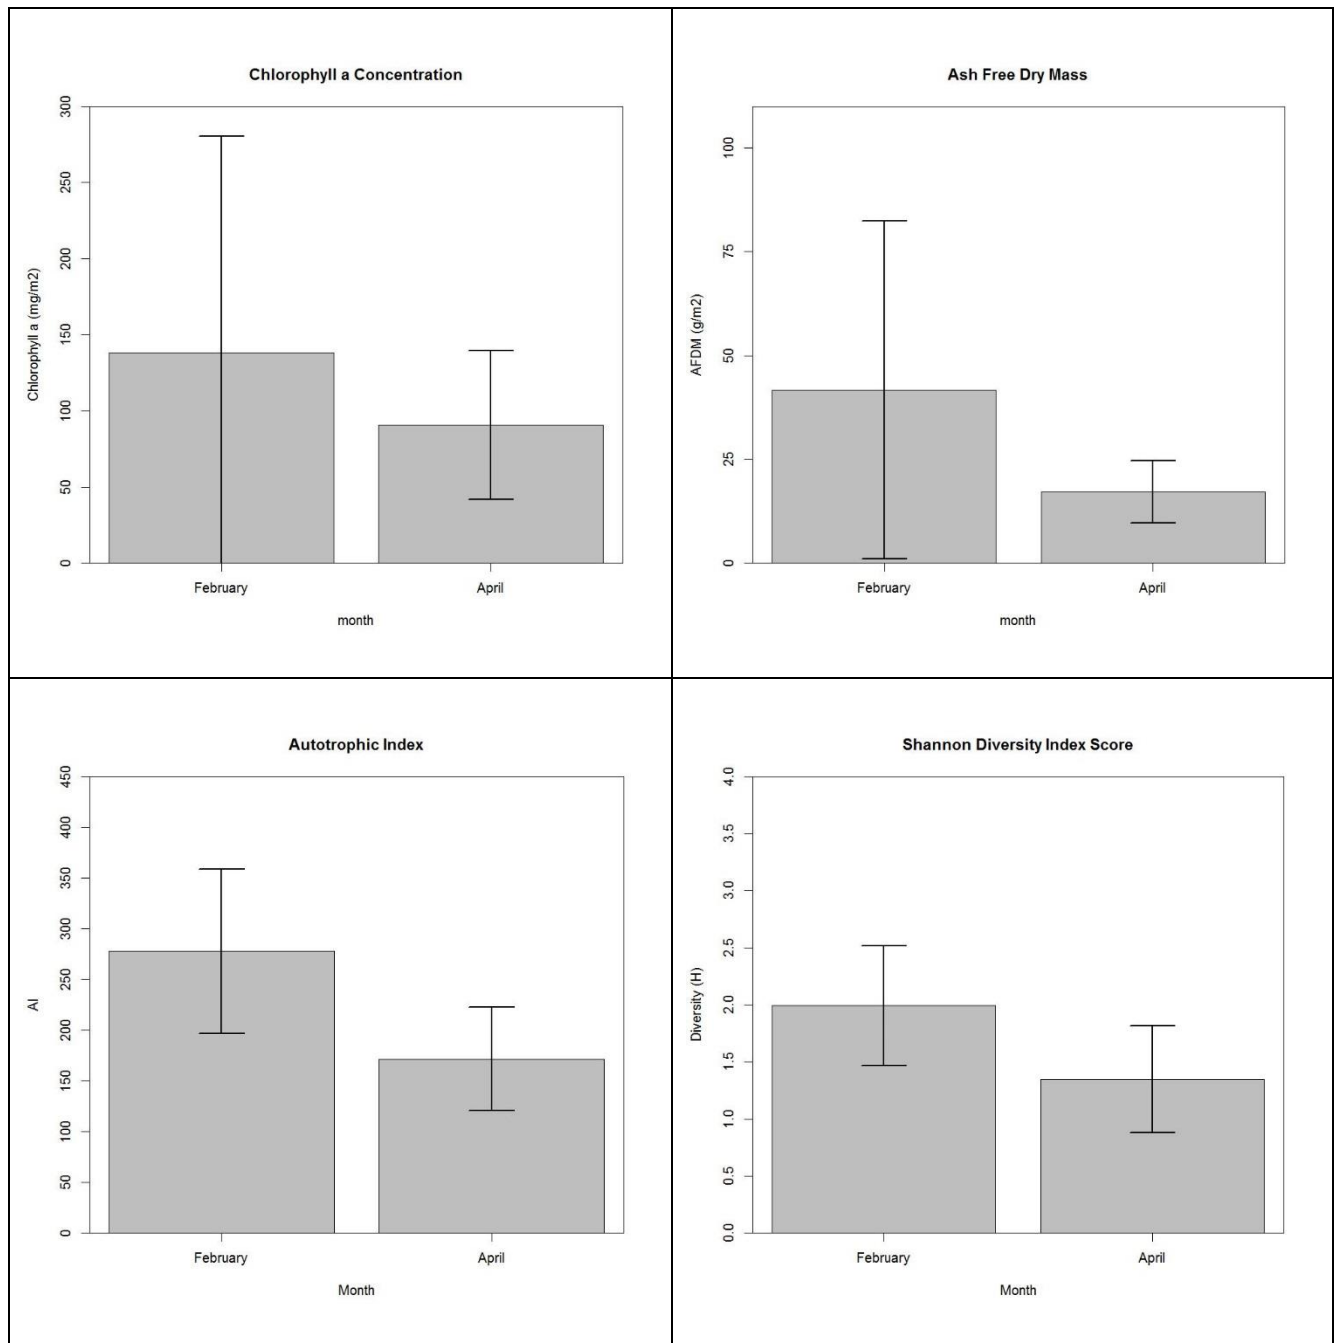 Chlorophyll a Concentration
300
250
200
150
100
50
0
Chlorophyll a (mg/m2)
February
April
month
Ash Free Dry Mass
100
75
50
25
0
AFDM (g/m2)
February
April
month
Autotrophic Index
450
400
350
300
250
200
150
100
50
0
AI
February
April
Month
Shannon Diversity Index Score
4.0
3.5
3.0
2.5
2.0
1.5
1.0
0.5
0.0
Diversity (H)
February
April
Month